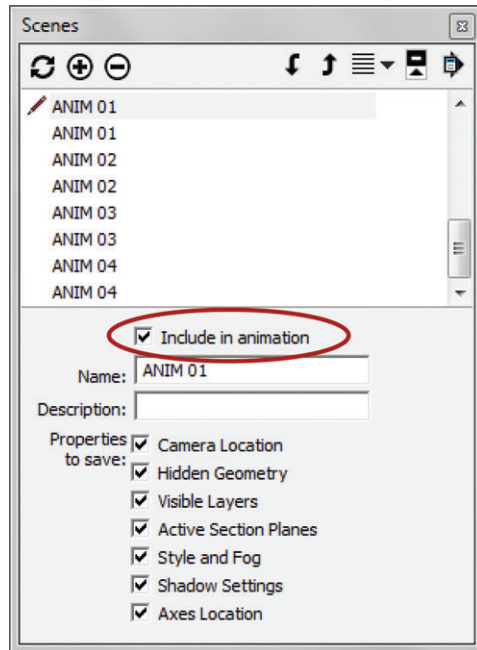 Scenes
ANIM 01
ANIM 01
ANIM 02
ANIM 02
ANIM 03
ANIM 03
ANIM 04
ANIM 04
Include in animation
Name: ANIM 01
Description:
Properties to save:
Camera Location
Hidden Geometry
Visible Layers
Active Section Planes
Style and Fog
Shadow Settings
Axes Location